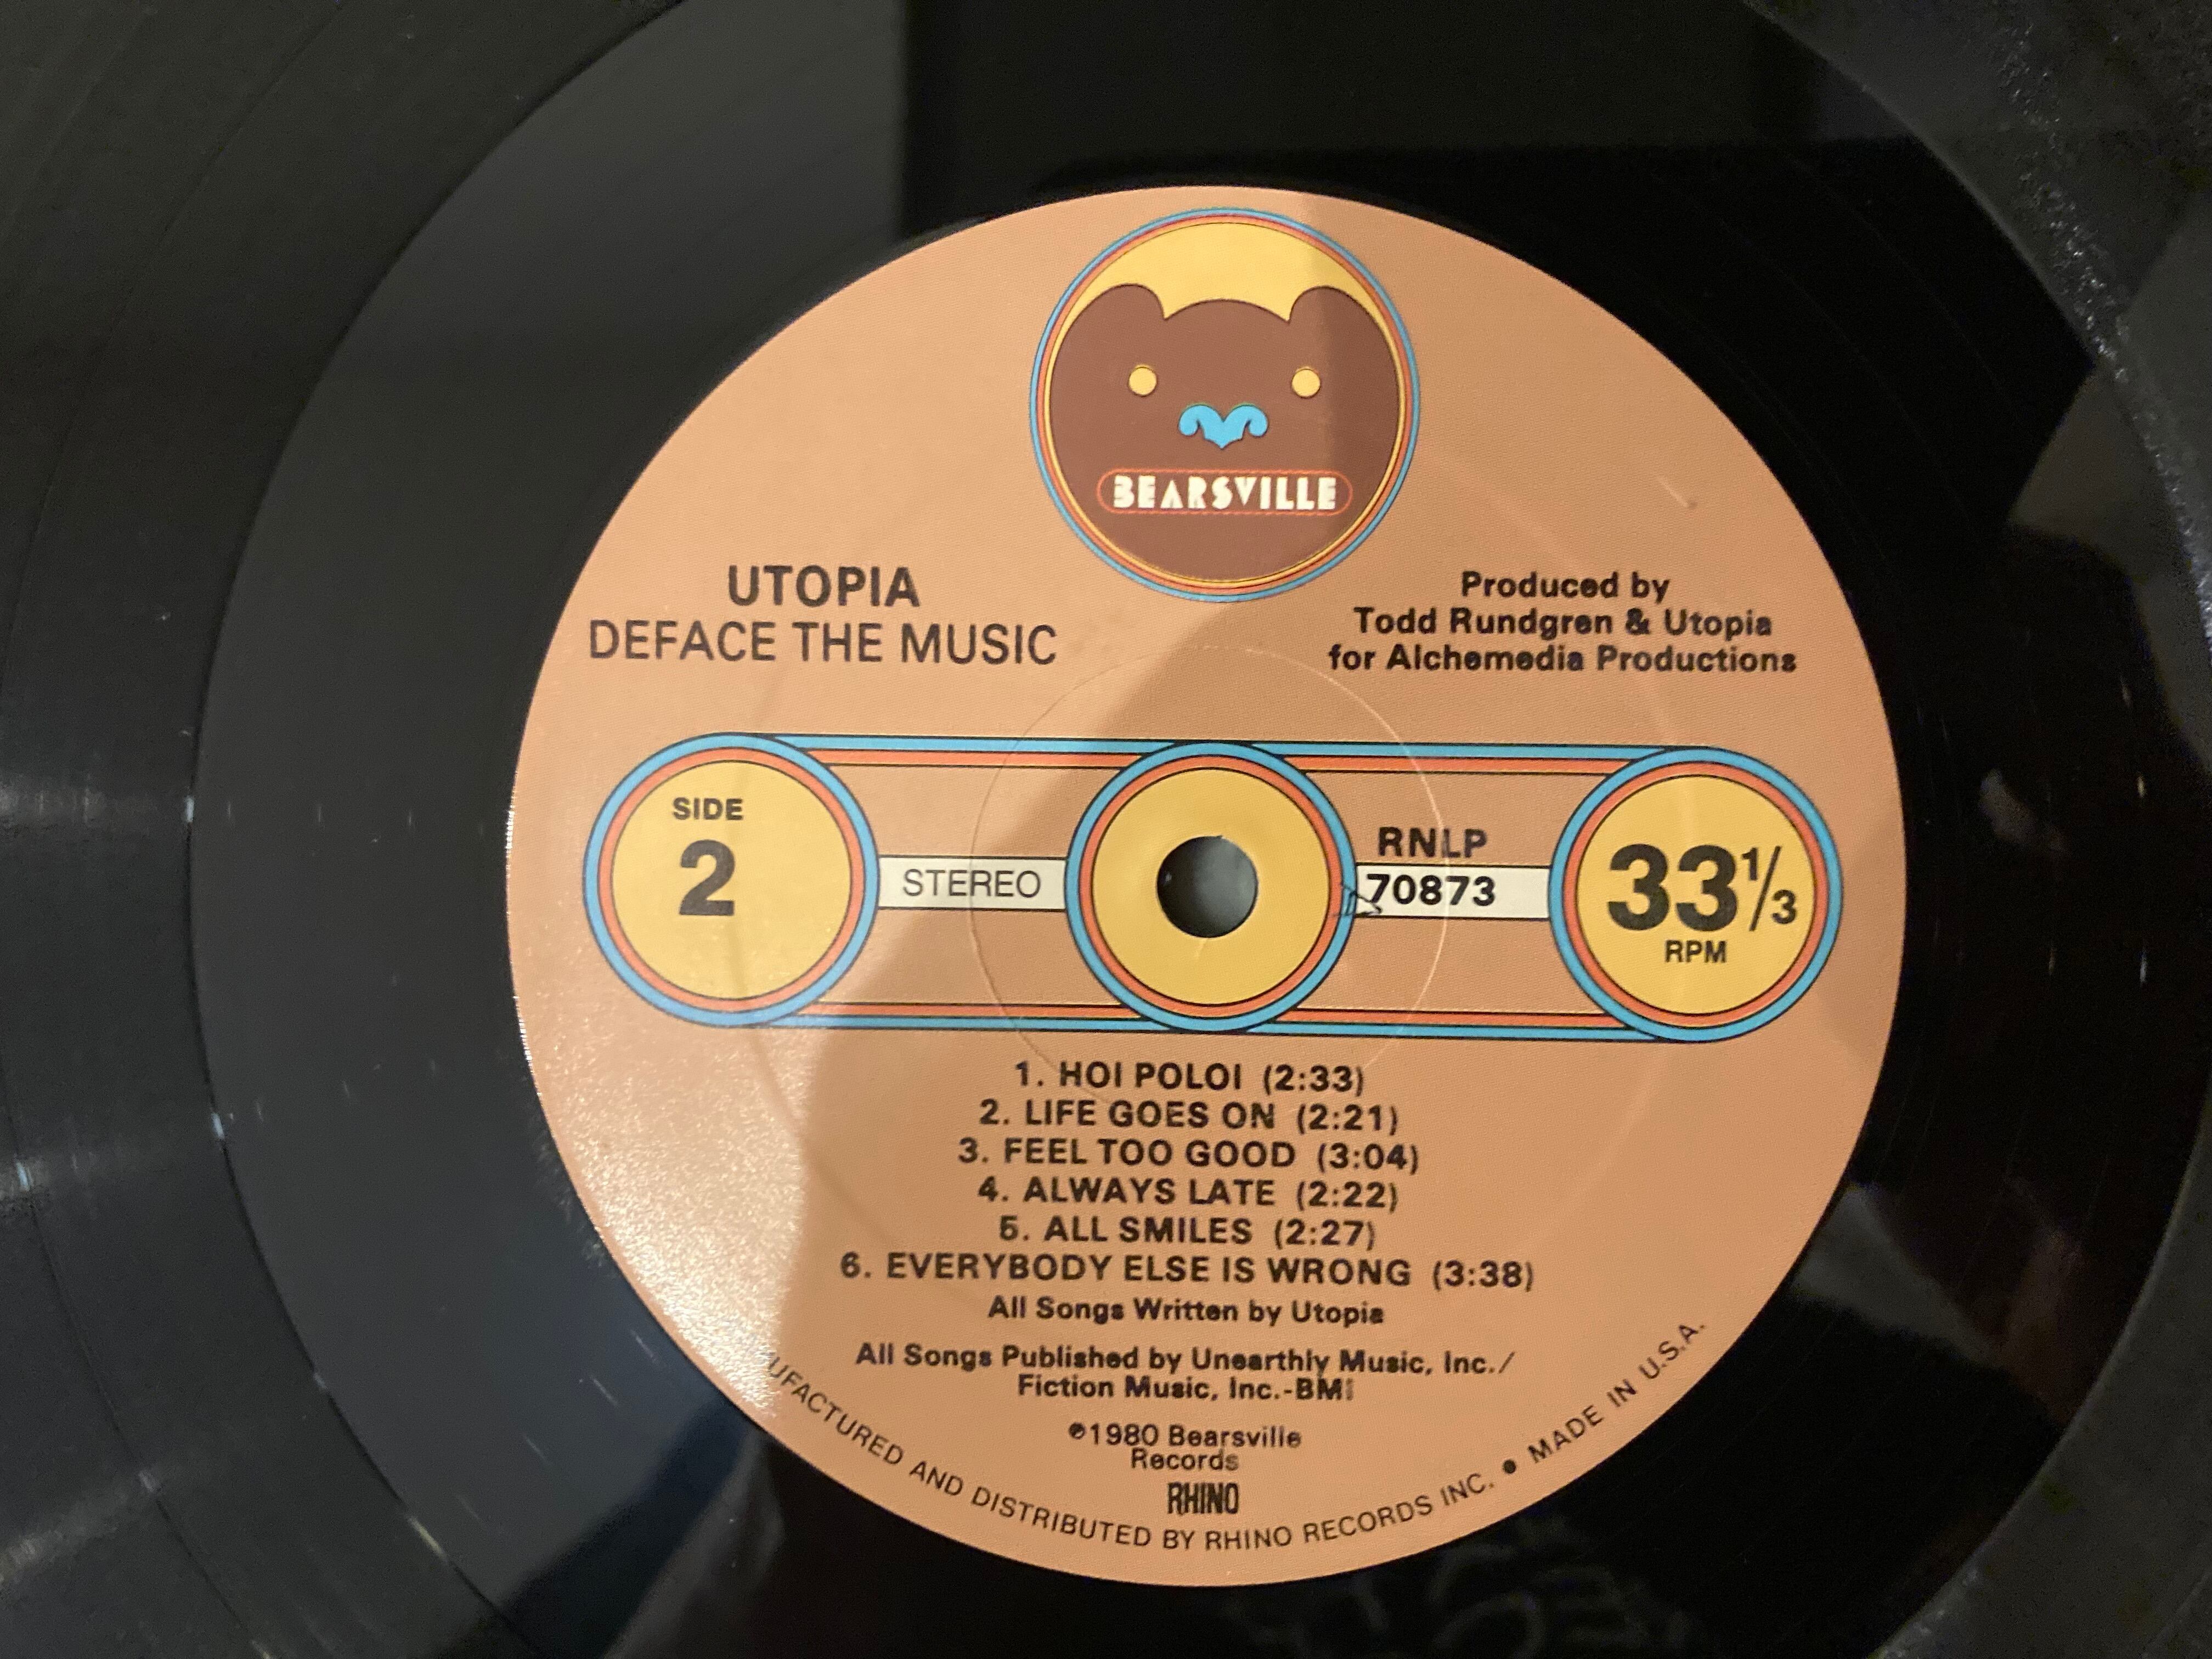 BEARSVILLE
UTOPIA
DEFACE THE MUSIC
Produced by
Todd Rundgren & Utopia
for Alchemedia Productions
SIDE
2
STEREO
RNLP
70873
33 1/3
RPM
1. HOI POLOI (2:33)
2. LIFE GOES ON (2:21)
3. FEEL TOO GOOD (3:04)
4. ALWAYS LATE (2:22)
5. ALL SMILES (2:27)
6. EVERYBODY ELSE IS WRONG (3:38)
All Songs Written by Utopia
All Songs Published by Unearthly Music, Inc./
Fiction Music, Inc.-BMI
℗1980 Bearsville
Records
RHINO
UFACTURED AND DISTRIBUTED BY RHINO RECORDS INC. • MADE IN U.S.A.